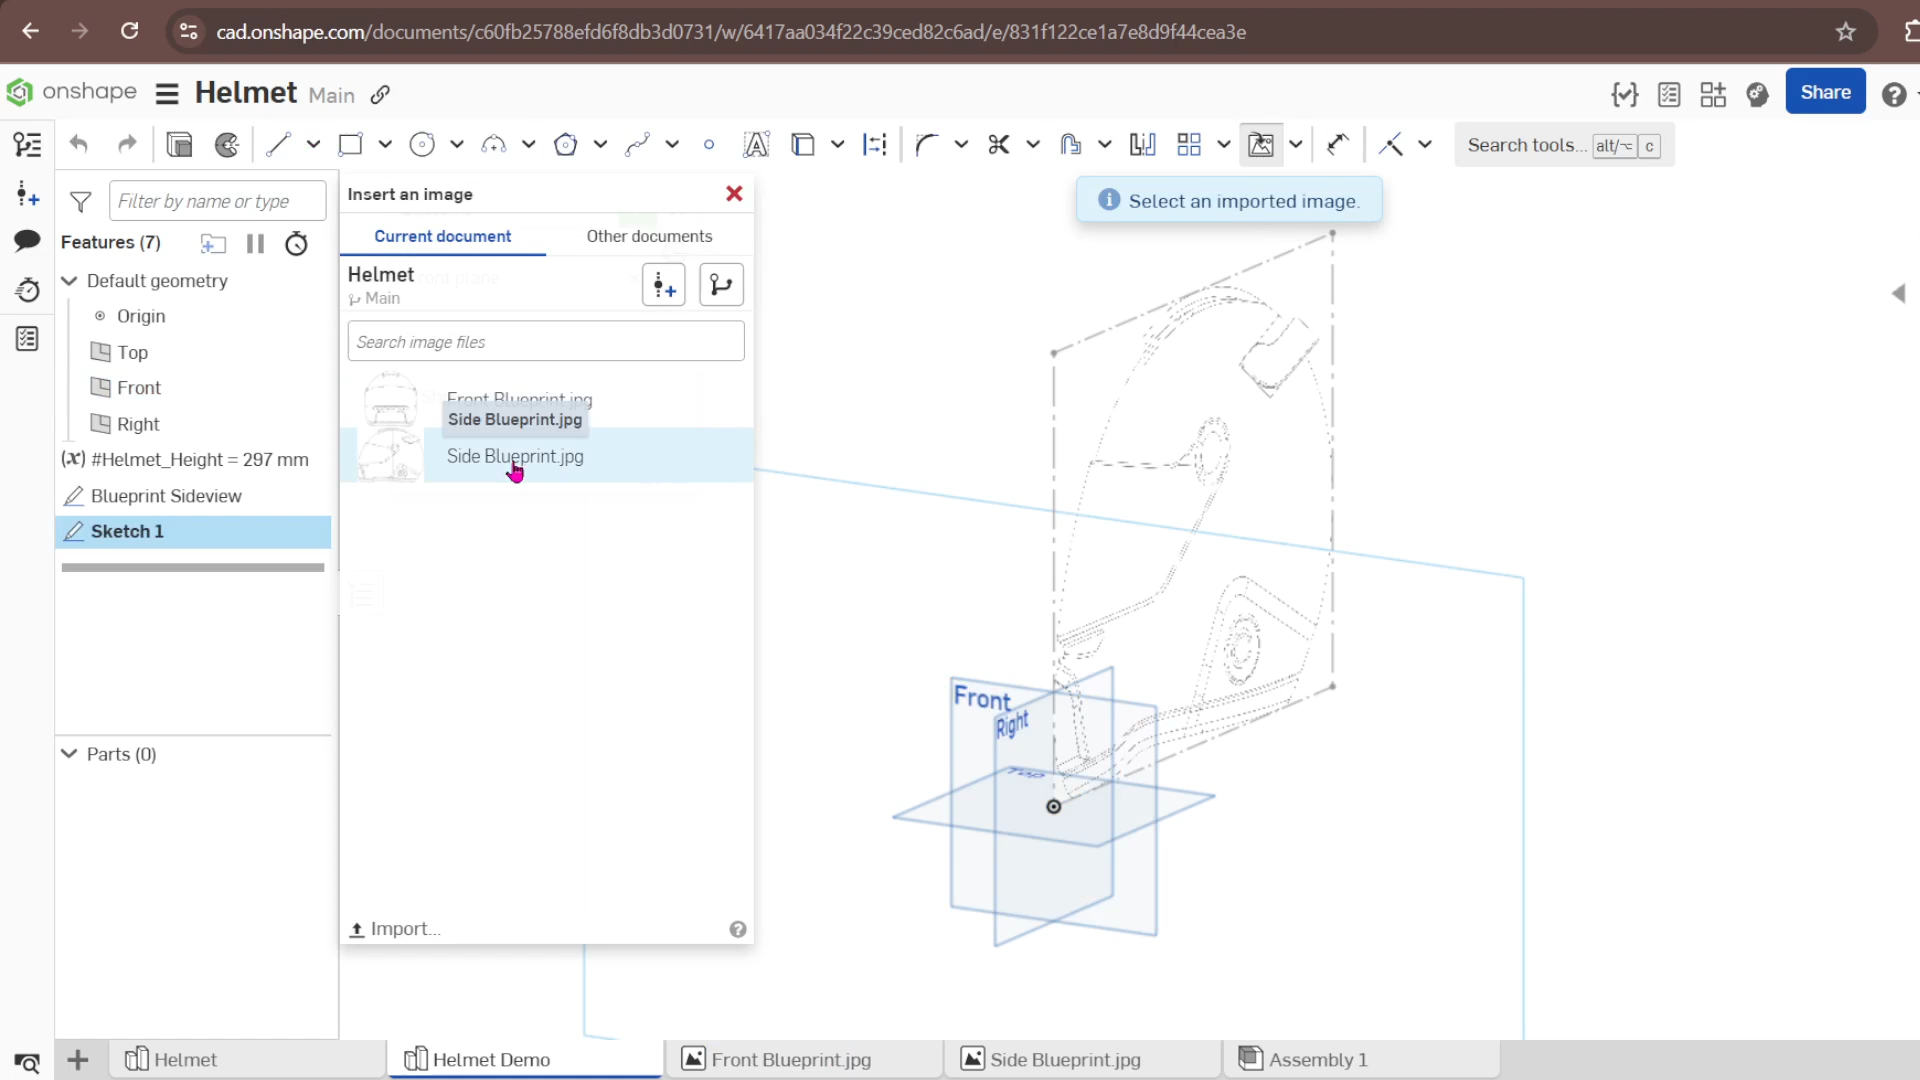 cad.onshape.com/documents/c60fb25788efd6f8db3d0731/w/6417aa034f22c39ced82c6ad/e/831f122ce1a7e8d9f44cea3e
onshape
Helmet Main
Share
Search tools... alt/⌥ c
Filter by name or type
Features (7)
Default geometry
Origin
Top
Front
Right
(x) #Helmet_Height = 297 mm
Blueprint Sideview
Sketch 1
Parts (0)
Insert an image
Current document
Other documents
Helmet
Main
Search image files
Front Blueprint.jpg
Side Blueprint.jpg
Side Blueprint.jpg
Import...
Select an imported image.
Front
Right
Top
Helmet
Helmet Demo
Front Blueprint.jpg
Side Blueprint.jpg
Assembly 1